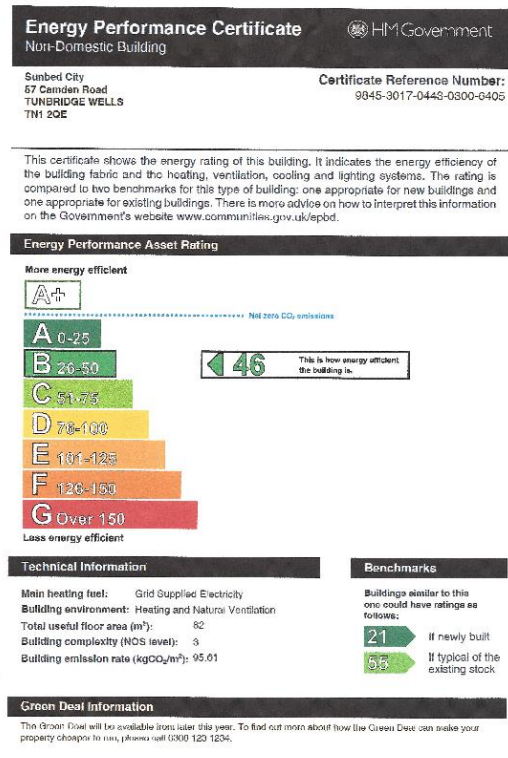 Energy Performance Certificate
Non-Domestic Building
HM Government
Sunbed City
57 Camden Road
TUNBRIDGE WELLS
TN1 2QE
Certificate Reference Number:
9845-3017-0443-0300-6405
This certificate shows the energy rating of this building. It indicates the energy efficiency of
the building fabric and the heating, ventilation, cooling and lighting systems. The rating is
compared to two benchmarks for this type of building: one appropriate for new buildings and
one appropriate for existing buildings. There is more advice on how to interpret this information
on the Government's website www.communities.gov.uk/epbd.
Energy Performance Asset Rating
More energy efficient
A+
Net zero CO₂ emissions
A 0-25
B 26-50
46 This is how energy efficient
the building is.
C 51-75
D 76-100
E 101-125
F 126-150
G Over 150
Less energy efficient
Technical Information
Main heating fuel: Grid Supplied Electricity
Building environment: Heating and Natural Ventilation
Total useful floor area (m²): 82
Building complexity (NOS level): 3
Building emission rate (kgCO₂/m²): 95.01
Benchmarks
Buildings similar to this
one could have ratings as
follows:
21 If newly built
55 If typical of the
existing stock
Green Deal Information
The Green Deal will be available from later this year. To find out more about how the Green Deal can make your
property cheaper to run, please call 0300 123 1234.